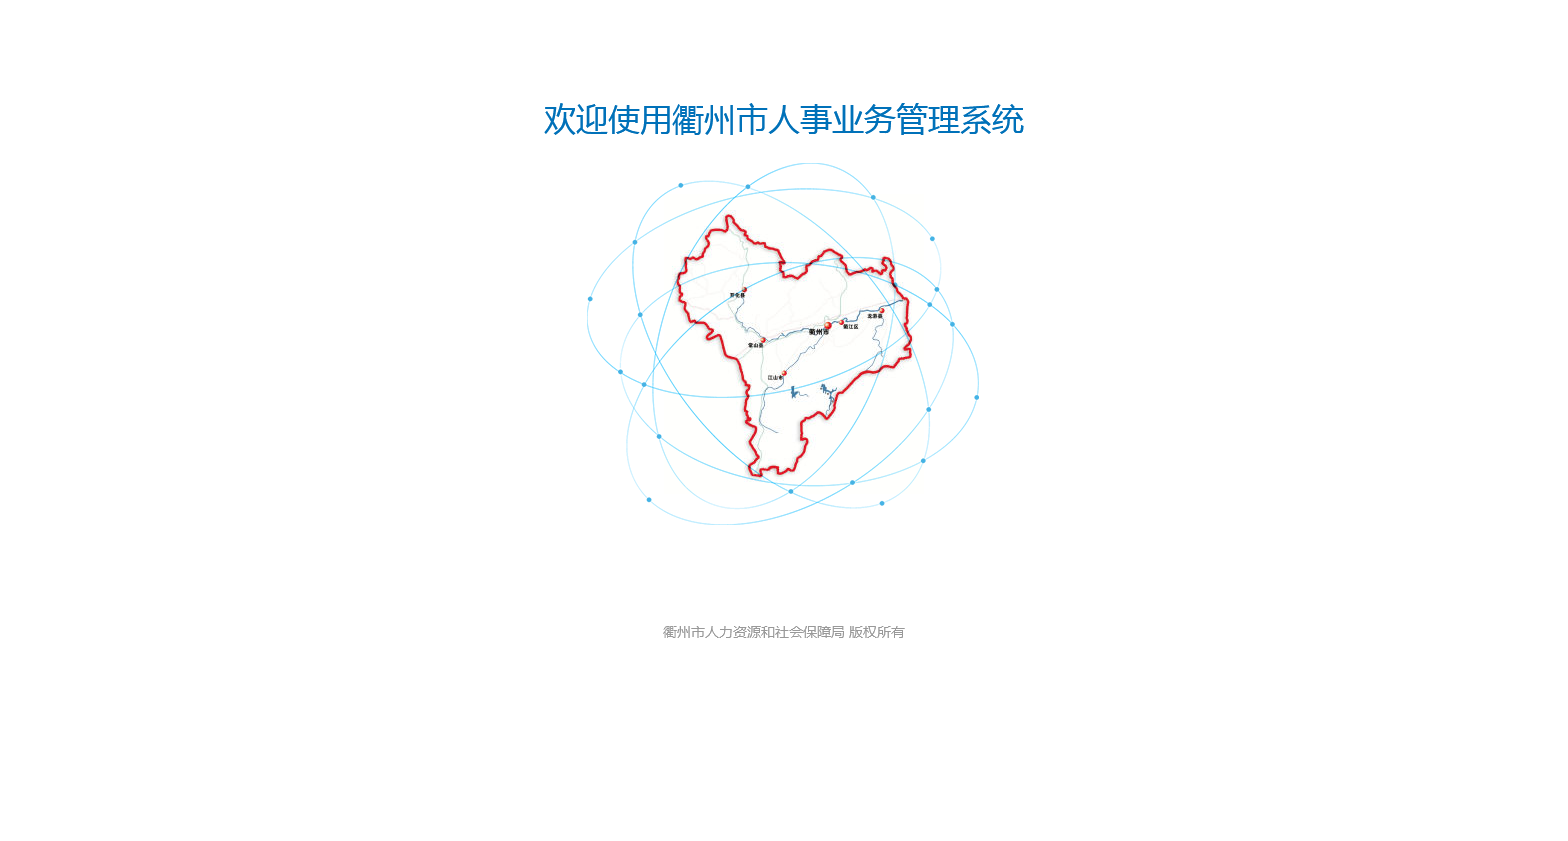 欢迎使用衢州市人事业务管理系统
开化县
龙游县
衢江区
衢州市
常山县
江山市
衢州市人力资源和社会保障局 版权所有